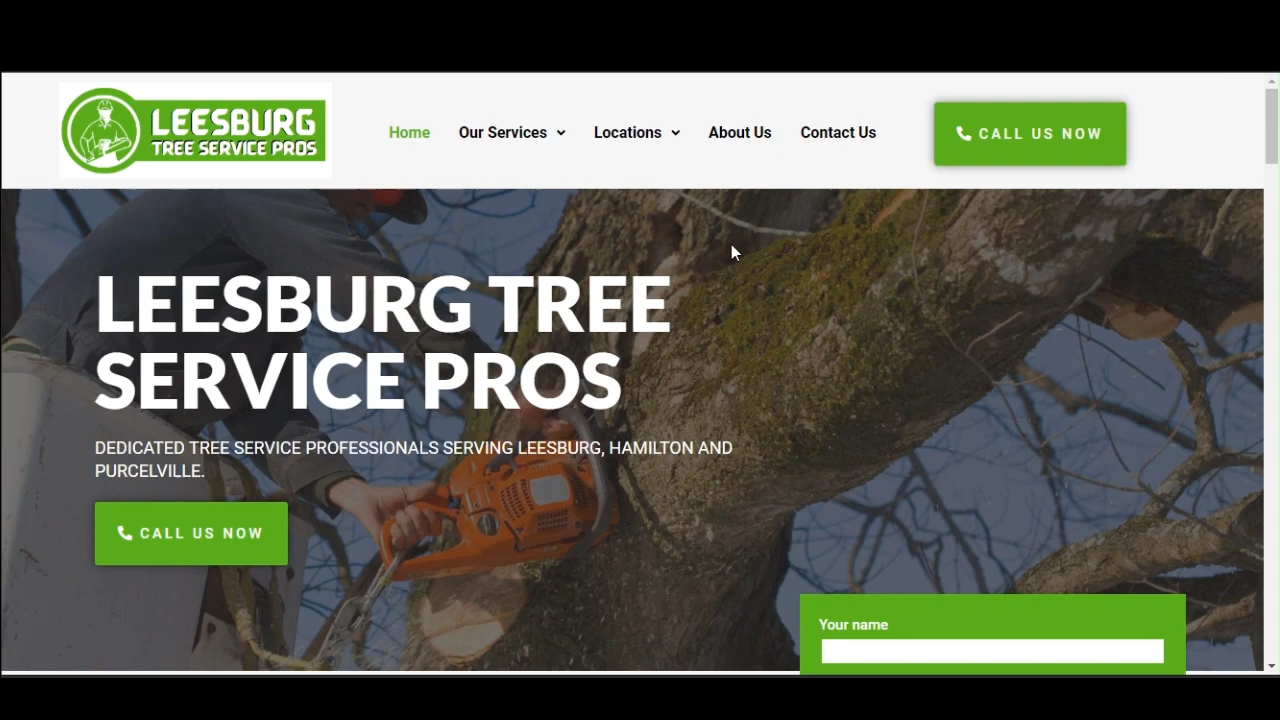 LEESBURG
TREE SERVICE PROS
Home
Our Services
Locations
About Us
Contact Us
CALL US NOW
LEESBURG TREE
SERVICE PROS
DEDICATED TREE SERVICE PROFESSIONALS SERVING LEESBURG, HAMILTON AND
PURCELVILLE.
CALL US NOW
Your name